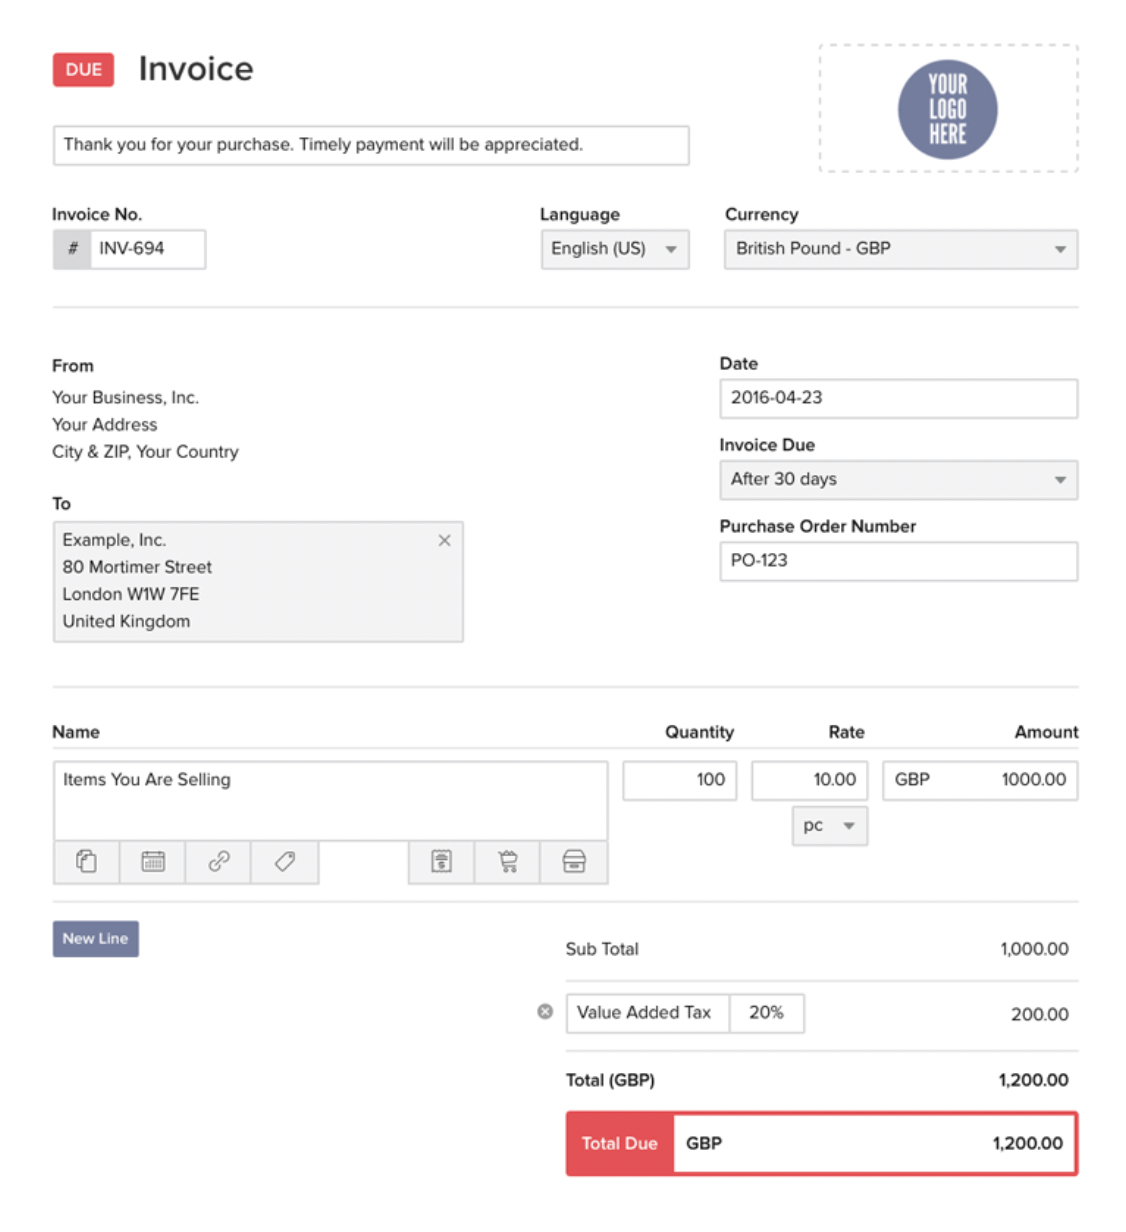 DUE Invoice
YOUR
LOGO
HERE
Thank you for your purchase. Timely payment will be appreciated.
Invoice No. Language Currency
# INV-694 English (US) British Pound - GBP
From
Your Business, Inc.
Your Address
City & ZIP, Your Country
To
Example, Inc.
80 Mortimer Street
London W1W 7FE
United Kingdom
Date
2016-04-23
Invoice Due
After 30 days
Purchase Order Number
PO-123
Name Quantity Rate Amount
Items You Are Selling 100 10.00 GBP 1000.00
pc
New Line
Sub Total 1,000.00
Value Added Tax 20% 200.00
Total (GBP) 1,200.00
Total Due GBP 1,200.00